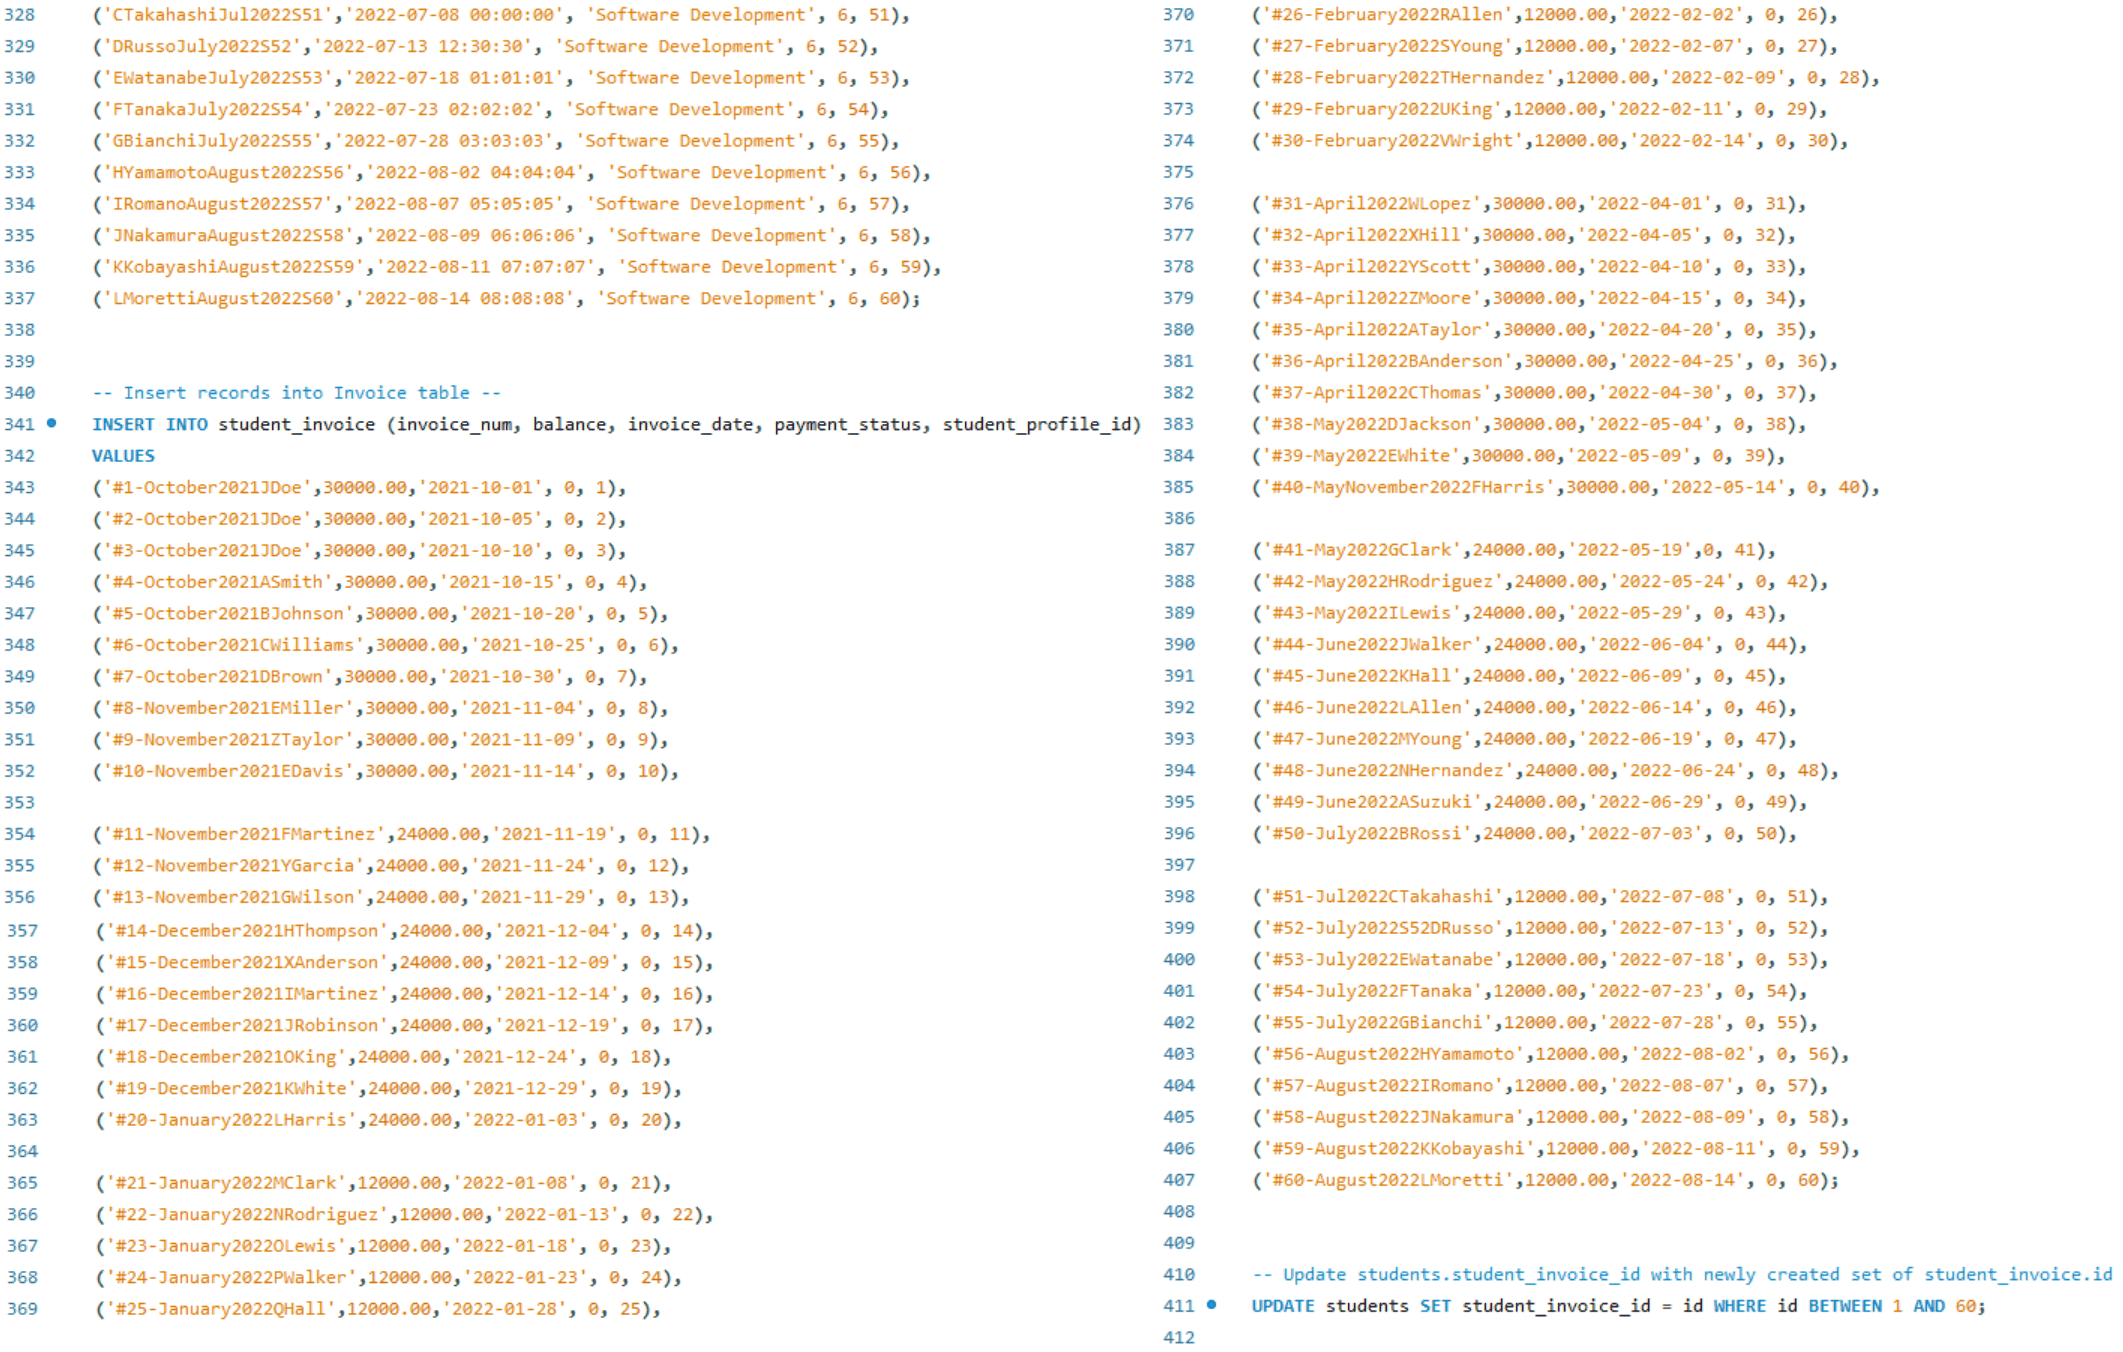 328 ('CTakahashiJul2022S51','2022-07-08 00:00:00', 'Software Development', 6, 51),
329 ('DRussoJuly2022S52','2022-07-13 12:30:30', 'Software Development', 6, 52),
330 ('EWatanabeJuly2022S53','2022-07-18 01:01:01', 'Software Development', 6, 53),
331 ('FTanakaJuly2022S54','2022-07-23 02:02:02', 'Software Development', 6, 54),
332 ('GBianchiJuly2022S55','2022-07-28 03:03:03', 'Software Development', 6, 55),
333 ('HYamamotoAugust2022S56','2022-08-02 04:04:04', 'Software Development', 6, 56),
334 ('IRomanoAugust2022S57','2022-08-07 05:05:05', 'Software Development', 6, 57),
335 ('JNakamuraAugust2022S58','2022-08-09 06:06:06', 'Software Development', 6, 58),
336 ('KKobayashiAugust2022S59','2022-08-11 07:07:07', 'Software Development', 6, 59),
337 ('LMorettiAugust2022S60','2022-08-14 08:08:08', 'Software Development', 6, 60);
338
339
340 -- Insert records into Invoice table --
341 INSERT INTO student_invoice (invoice_num, balance, invoice_date, payment_status, student_profile_id)
342 VALUES
343 ('#1-October2021JDoe',30000.00,'2021-10-01', 0, 1),
344 ('#2-October2021JDoe',30000.00,'2021-10-05', 0, 2),
345 ('#3-October2021JDoe',30000.00,'2021-10-10', 0, 3),
346 ('#4-October2021ASmith',30000.00,'2021-10-15', 0, 4),
347 ('#5-October2021BJohnson',30000.00,'2021-10-20', 0, 5),
348 ('#6-October2021CWilliams',30000.00,'2021-10-25', 0, 6),
349 ('#7-October2021DBrown',30000.00,'2021-10-30', 0, 7),
350 ('#8-November2021EMiller',30000.00,'2021-11-04', 0, 8),
351 ('#9-November2021ZTaylor',30000.00,'2021-11-09', 0, 9),
352 ('#10-November2021EDavis',30000.00,'2021-11-14', 0, 10),
353
354 ('#11-November2021FMartinez',24000.00,'2021-11-19', 0, 11),
355 ('#12-November2021YGarcia',24000.00,'2021-11-24', 0, 12),
356 ('#13-November2021GWilson',24000.00,'2021-11-29', 0, 13),
357 ('#14-December2021HThompson',24000.00,'2021-12-04', 0, 14),
358 ('#15-December2021XAnderson',24000.00,'2021-12-09', 0, 15),
359 ('#16-December2021IMartinez',24000.00,'2021-12-14', 0, 16),
360 ('#17-December2021JRobinson',24000.00,'2021-12-19', 0, 17),
361 ('#18-December2021OKing',24000.00,'2021-12-24', 0, 18),
362 ('#19-December2021KWhite',24000.00,'2021-12-29', 0, 19),
363 ('#20-January2022LHarris',24000.00,'2022-01-03', 0, 20),
364
365 ('#21-January2022MClark',12000.00,'2022-01-08', 0, 21),
366 ('#22-January2022NRodriguez',12000.00,'2022-01-13', 0, 22),
367 ('#23-January2022OLewis',12000.00,'2022-01-18', 0, 23),
368 ('#24-January2022PWalker',12000.00,'2022-01-23', 0, 24),
369 ('#25-January2022QHall',12000.00,'2022-01-28', 0, 25),
370 ('#26-February2022RAllen',12000.00,'2022-02-02', 0, 26),
371 ('#27-February2022SYoung',12000.00,'2022-02-07', 0, 27),
372 ('#28-February2022THernandez',12000.00,'2022-02-09', 0, 28),
373 ('#29-February2022UKing',12000.00,'2022-02-11', 0, 29),
374 ('#30-February2022VWright',12000.00,'2022-02-14', 0, 30),
375
376 ('#31-April2022WLopez',30000.00,'2022-04-01', 0, 31),
377 ('#32-April2022XHill',30000.00,'2022-04-05', 0, 32),
378 ('#33-April2022YScott',30000.00,'2022-04-10', 0, 33),
379 ('#34-April2022ZMoore',30000.00,'2022-04-15', 0, 34),
380 ('#35-April2022ATaylor',30000.00,'2022-04-20', 0, 35),
381 ('#36-April2022BAnderson',30000.00,'2022-04-25', 0, 36),
382 ('#37-April2022CThomas',30000.00,'2022-04-30', 0, 37),
383 ('#38-May2022DJackson',30000.00,'2022-05-04', 0, 38),
384 ('#39-May2022EWhite',30000.00,'2022-05-09', 0, 39),
385 ('#40-MayNovember2022FHarris',30000.00,'2022-05-14', 0, 40),
386
387 ('#41-May2022GClark',24000.00,'2022-05-19',0, 41),
388 ('#42-May2022HRodriguez',24000.00,'2022-05-24', 0, 42),
389 ('#43-May2022ILewis',24000.00,'2022-05-29', 0, 43),
390 ('#44-June2022JWalker',24000.00,'2022-06-04', 0, 44),
391 ('#45-June2022KHall',24000.00,'2022-06-09', 0, 45),
392 ('#46-June2022LAllen',24000.00,'2022-06-14', 0, 46),
393 ('#47-June2022MYoung',24000.00,'2022-06-19', 0, 47),
394 ('#48-June2022NHernandez',24000.00,'2022-06-24', 0, 48),
395 ('#49-June2022ASuzuki',24000.00,'2022-06-29', 0, 49),
396 ('#50-July2022BRossi',24000.00,'2022-07-03', 0, 50),
397
398 ('#51-Jul2022CTakahashi',12000.00,'2022-07-08', 0, 51),
399 ('#52-July2022S52DRusso',12000.00,'2022-07-13', 0, 52),
400 ('#53-July2022EWatanabe',12000.00,'2022-07-18', 0, 53),
401 ('#54-July2022FTanaka',12000.00,'2022-07-23', 0, 54),
402 ('#55-July2022GBianchi',12000.00,'2022-07-28', 0, 55),
403 ('#56-August2022HYamamoto',12000.00,'2022-08-02', 0, 56),
404 ('#57-August2022IRomano',12000.00,'2022-08-07', 0, 57),
405 ('#58-August2022JNakamura',12000.00,'2022-08-09', 0, 58),
406 ('#59-August2022KKobayashi',12000.00,'2022-08-11', 0, 59),
407 ('#60-August2022LMoretti',12000.00,'2022-08-14', 0, 60);
408
409
410 -- Update students.student_invoice_id with newly created set of student_invoice.id
411 UPDATE students SET student_invoice_id = id WHERE id BETWEEN 1 AND 60;
412